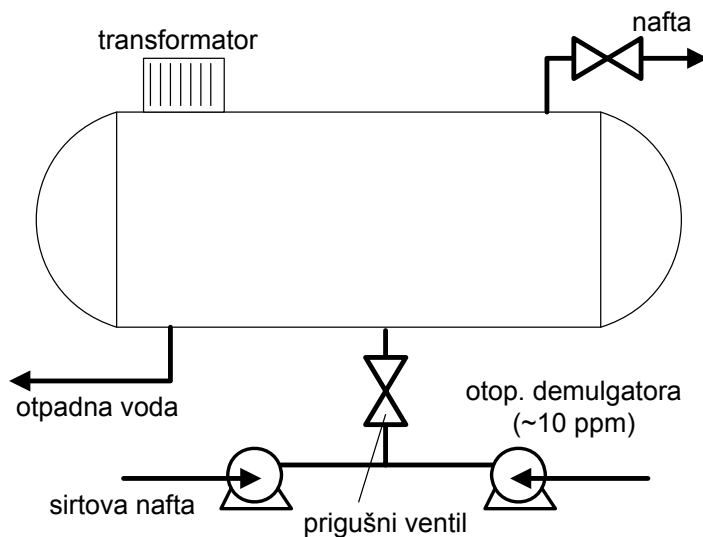 transformator
nafta
otpadna voda
otop. demulgatora
(~10 ppm)
sirtova nafta
prigušni ventil